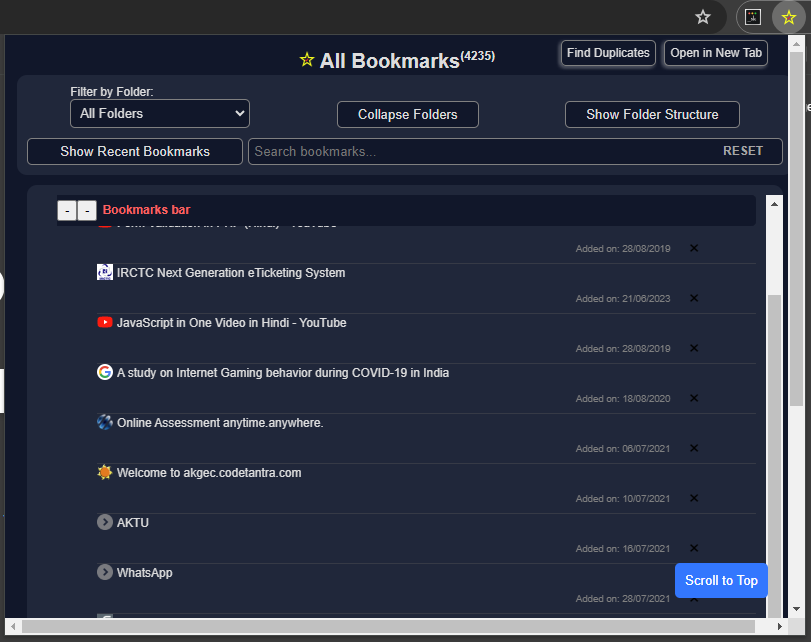 ☆ All Bookmarks(4235)
Find Duplicates
Open in New Tab
Filter by Folder:
All Folders
Collapse Folders
Show Folder Structure
Show Recent Bookmarks
Search bookmarks...
RESET
- - Bookmarks bar
Added on: 28/08/2019 ✕
IRCTC Next Generation eTicketing System
Added on: 21/06/2023 ✕
JavaScript in One Video in Hindi - YouTube
Added on: 28/08/2019 ✕
A study on Internet Gaming behavior during COVID-19 in India
Added on: 18/08/2020 ✕
Online Assessment anytime.anywhere.
Added on: 06/07/2021 ✕
Welcome to akgec.codetantra.com
Added on: 10/07/2021 ✕
AKTU
Added on: 16/07/2021 ✕
WhatsApp
Scroll to Top
Added on: 28/07/2021